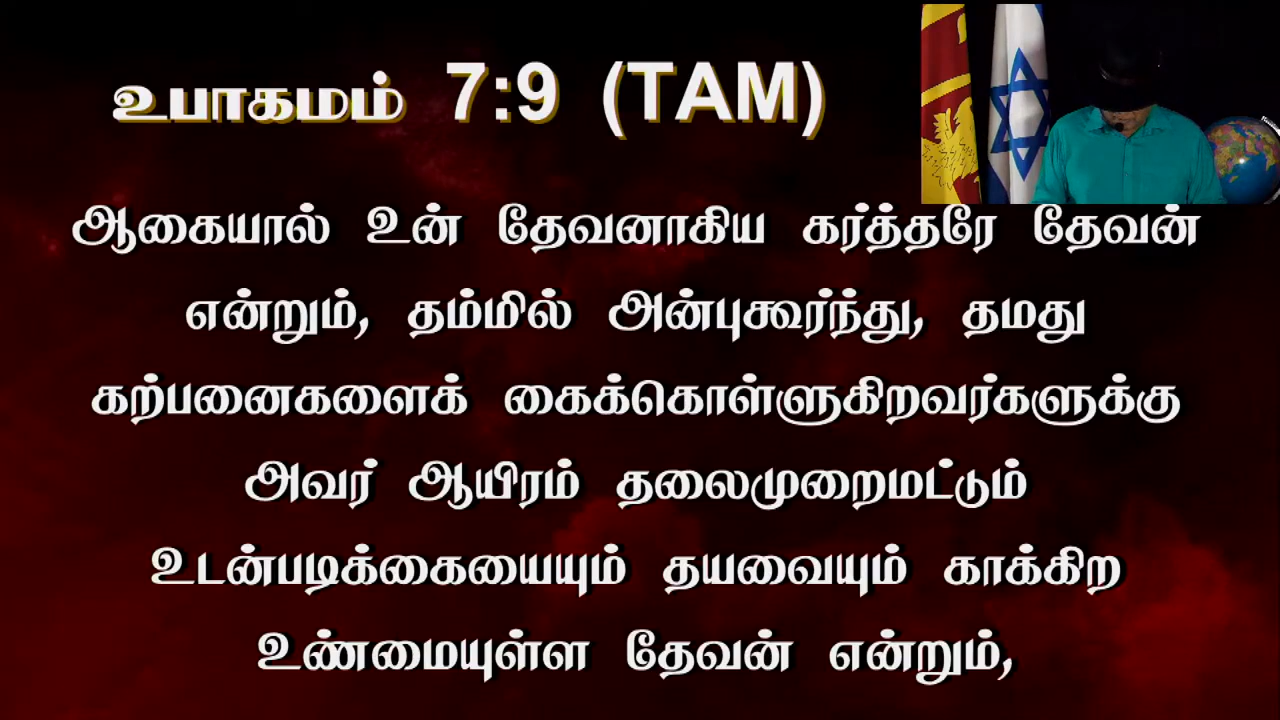 உபாகமம் 7:9 (TAM)
ஆகையால் உன் தேவனாகிய கர்த்தரே தேவன்
என்றும், தம்மில் அன்புகூர்ந்து, தமது
கற்பனைகளைக் கைக்கொள்ளுகிறவர்களுக்கு
அவர் ஆயிரம் தலைமுறைமட்டும்
உடன்படிக்கையையும் தயவையும் காக்கிற
உண்மையுள்ள தேவன் என்றும்,